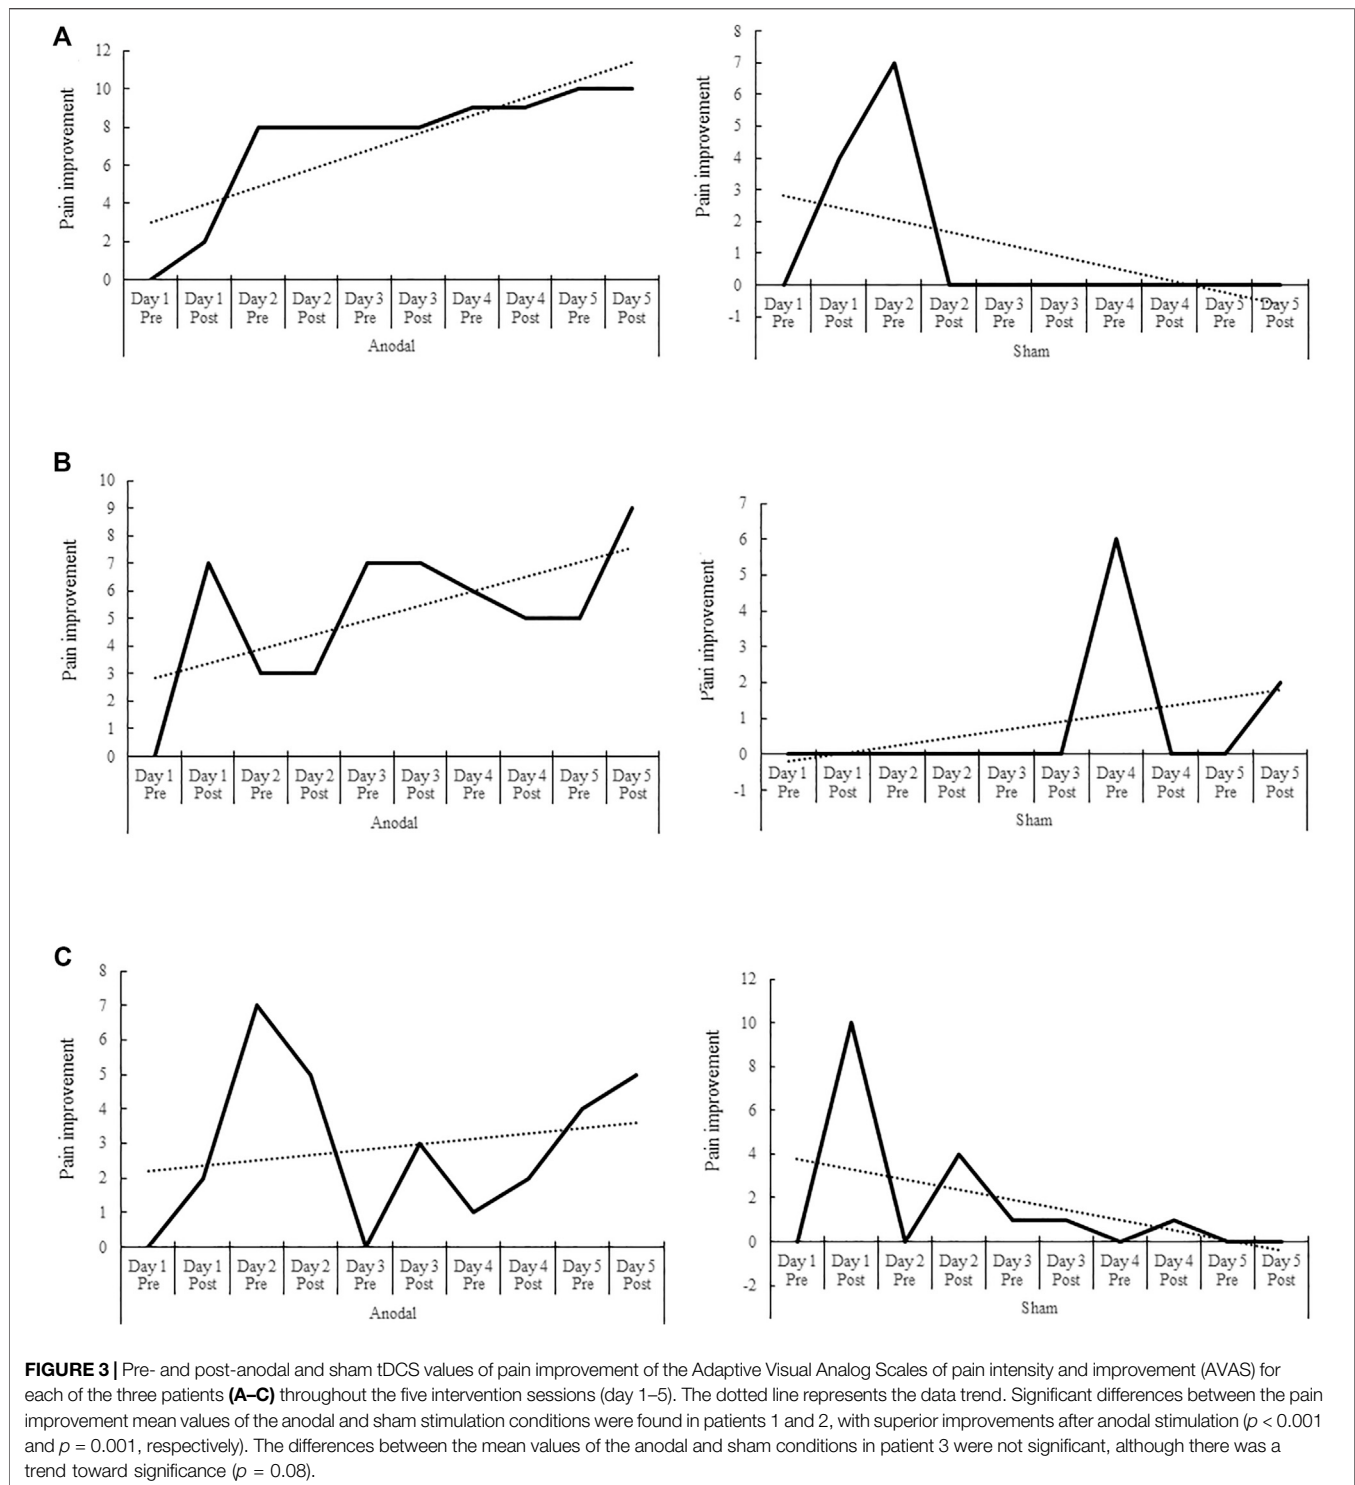 A
Pain improvement
12
10
8
6
4
2
0
Day 1 Day 1 Day 2 Day 2 Day 3 Day 3 Day 4 Day 4 Day 5 Day 5
Pre Post Pre Post Pre Post Pre Post Pre Post
Anodal
Pain improvement
8
7
6
5
4
3
2
1
0
-1
Day 1 Day 1 Day 2 Day 2 Day 3 Day 3 Day 4 Day 4 Day 5 Day 5
Pre Post Pre Post Pre Post Pre Post Pre Post
Sham
B
Pain improvement
10
9
8
7
6
5
4
3
2
1
0
Day 1 Day 1 Day 2 Day 2 Day 3 Day 3 Day 4 Day 4 Day 5 Day 5
Pre Post Pre Post Pre Post Pre Post Pre Post
Anodal
Pain improvement
7
6
5
4
3
2
1
0
-1
Day 1 Day 1 Day 2 Day 2 Day 3 Day 3 Day 4 Day 4 Day 5 Day 5
Pre Post Pre Post Pre Post Pre Post Pre Post
Sham
C
Pain improvement
8
7
6
5
4
3
2
1
0
Day 1 Day 1 Day 2 Day 2 Day 3 Day 3 Day 4 Day 4 Day 5 Day 5
Pre Post Pre Post Pre Post Pre Post Pre Post
Anodal
Pain improvement
12
10
8
6
4
2
0
-2
Day 1 Day 1 Day 2 Day 2 Day 3 Day 3 Day 4 Day 4 Day 5 Day 5
Pre Post Pre Post Pre Post Pre Post Pre Post
Sham
FIGURE 3 | Pre- and post-anodal and sham tDCS values of pain improvement of the Adaptive Visual Analog Scales of pain intensity and improvement (AVAS) for
each of the three patients (A–C) throughout the five intervention sessions (day 1–5). The dotted line represents the data trend. Significant differences between the pain
improvement mean values of the anodal and sham stimulation conditions were found in patients 1 and 2, with superior improvements after anodal stimulation (p < 0.001
and p = 0.001, respectively). The differences between the mean values of the anodal and sham conditions in patient 3 were not significant, although there was a
trend toward significance (p = 0.08).